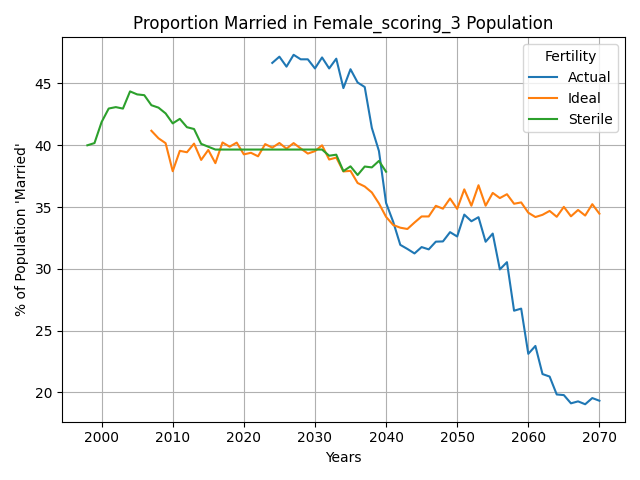 Proportion Married in Female_scoring_3 Population
Fertility
Actual
Ideal
Sterile
% of Population 'Married'
45
40
35
30
25
20
2000 2010 2020 2030 2040 2050 2060 2070
Years